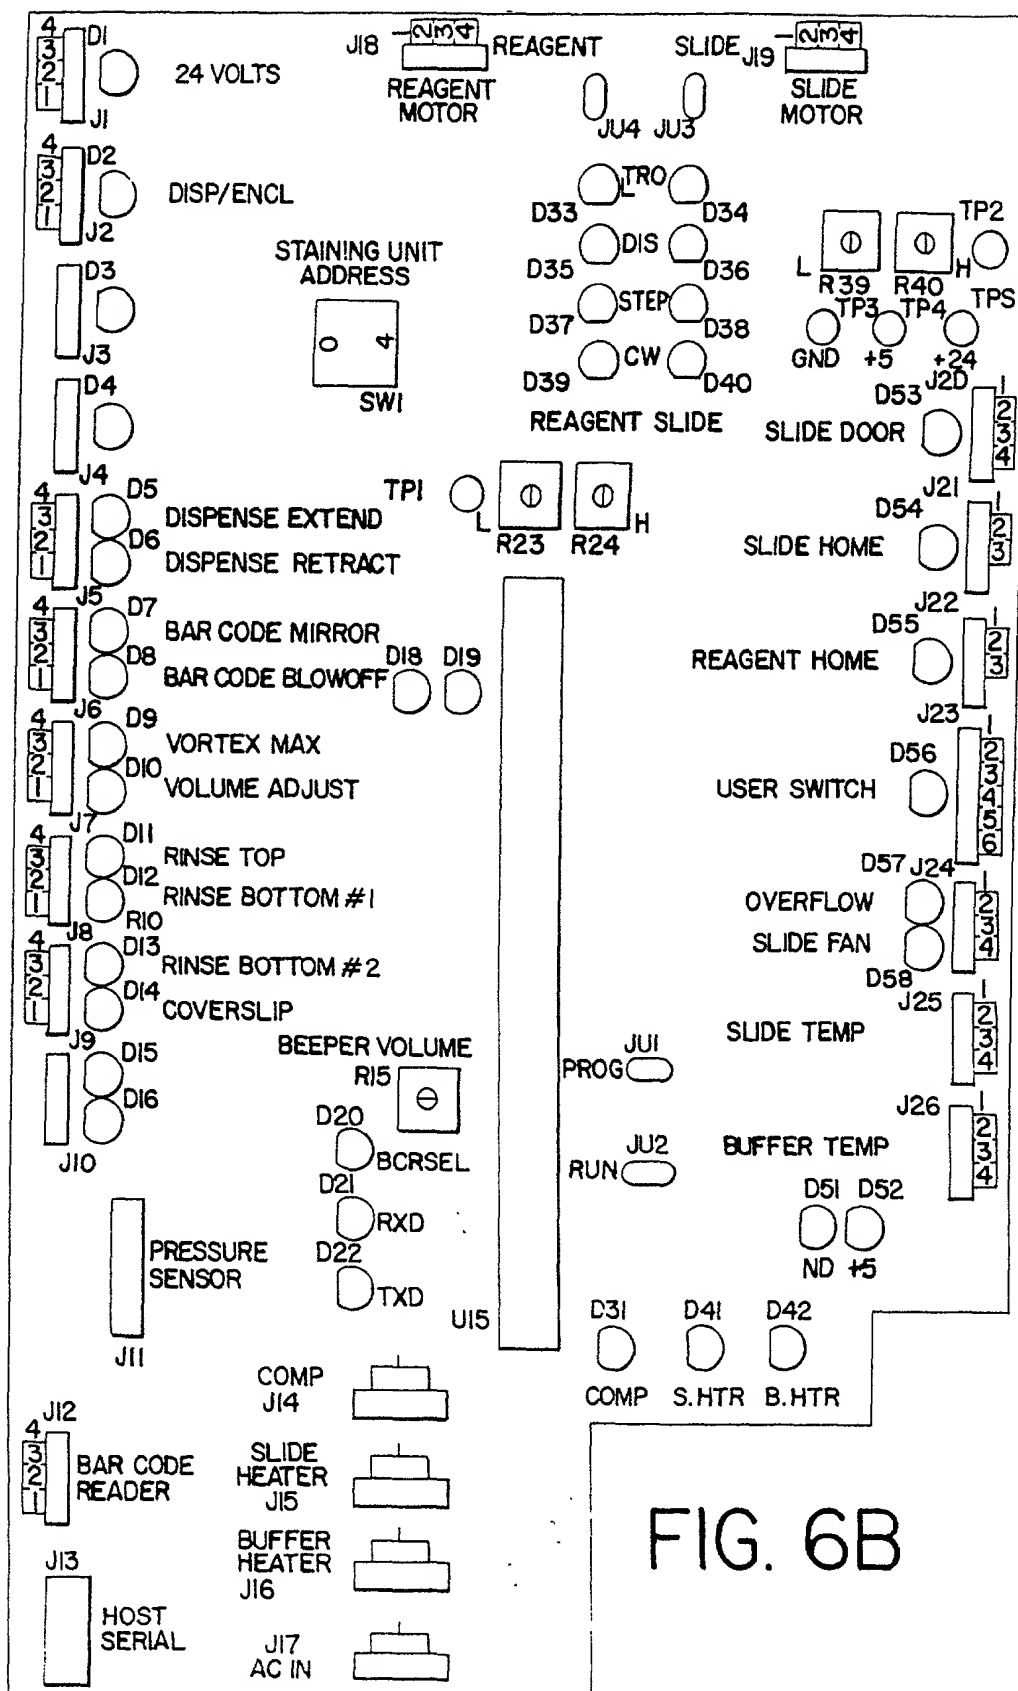 4
3
2
1
D1
J1
24 VOLTS
J18
2 3 4
REAGENT
REAGENT
MOTOR
SLIDE
J19
2 3 4
SLIDE
MOTOR
JU4 JU3
4
3
2
1
D2
J2
DISP/ENCL
D3
J3
D4
J4
STAINING UNIT
ADDRESS
0 4
SW1
L TRO
D33 D34
DIS
D35 D36
STEP
D37 D38
CW
D39 D40
REAGENT SLIDE
L
R39 R40
H
TP2
TP3 TP4 TPS
GND +5 +24
TP1
L
R23 R24
H
D53 J2D
SLIDE DOOR
1
2
3
4
D54 J21
SLIDE HOME
1
2
3
D55 J22
REAGENT HOME
1
2
3
D56 J23
USER SWITCH
1
2
3
4
5
6
D57 J24
OVERFLOW
SLIDE FAN
D58
1
2
3
4
J25
SLIDE TEMP
1
2
3
4
J26
BUFFER TEMP
1
2
3
4
D51 D52
ND +5
4
3
2
1
D5
DISPENSE EXTEND
D6
DISPENSE RETRACT
J5
4
3
2
1
D7
BAR CODE MIRROR
D8
BAR CODE BLOWOFF
J6
D18 D19
4
3
2
1
D9
VORTEX MAX
D10
VOLUME ADJUST
J7
4
3
2
1
D11
RINSE TOP
D12
RINSE BOTTOM #1
R10
J8
4
3
2
1
D13
RINSE BOTTOM #2
D14
COVERSLIP
J9
D15
D16
J10
BEEPER VOLUME
R15
D20
BCRSEL
D21
RXD
D22
TXD
U15
JU1
PROG
JU2
RUN
PRESSURE
SENSOR
J11
D31 D41 D42
COMP S.HTR B.HTR
COMP
J14
J12
4
3
2
1
BAR CODE
READER
SLIDE
HEATER
J15
BUFFER
HEATER
J16
J13
HOST
SERIAL
J17
AC IN
FIG. 6B